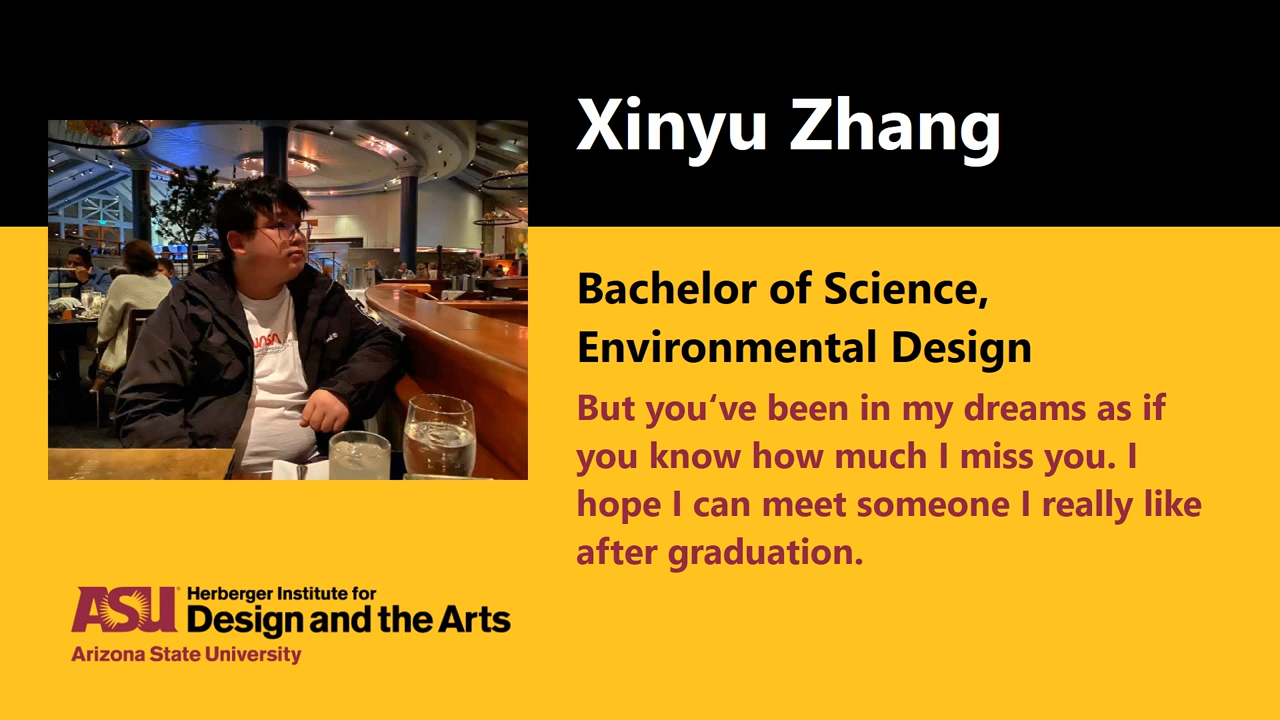 Xinyu Zhang
Bachelor of Science,
Environmental Design
But you‘ve been in my dreams as if
you know how much I miss you. I
hope I can meet someone I really like
after graduation.
NASA
ASU Herberger Institute for
Design and the Arts
Arizona State University